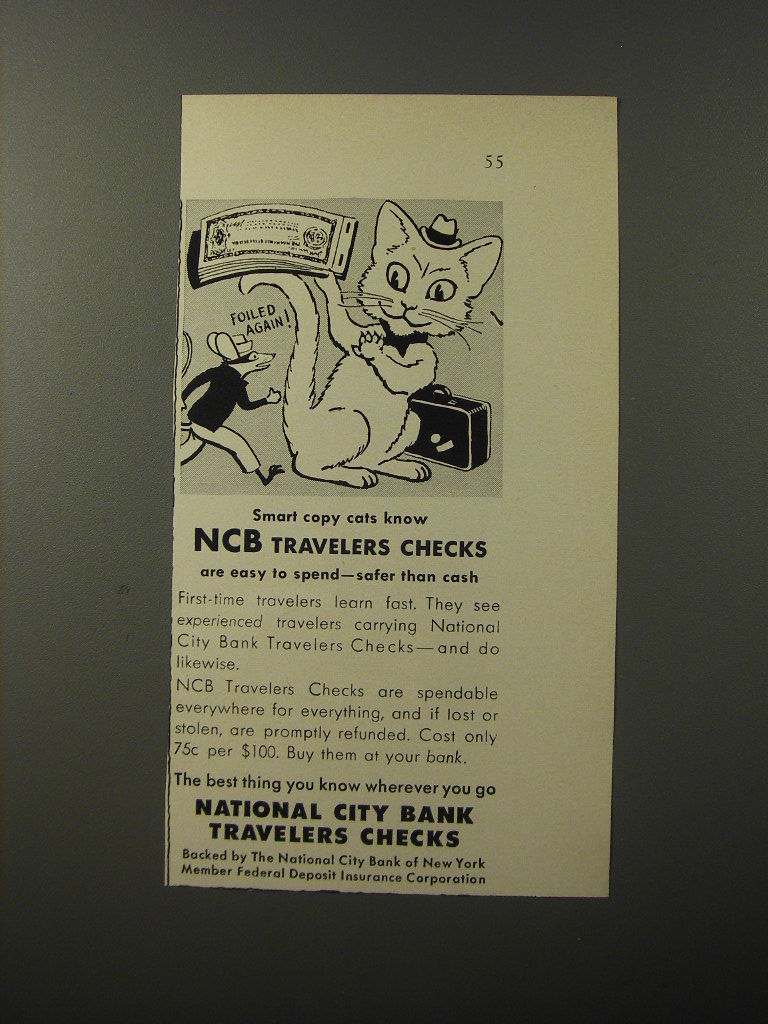 55
FOILED
AGAIN!
Smart copy cats know
NCB TRAVELERS CHECKS
are easy to spend—safer than cash
First-time travelers learn fast. They see
experienced travelers carrying National
City Bank Travelers Checks—and do
likewise.
NCB Travelers Checks are spendable
everywhere for everything, and if lost or
stolen, are promptly refunded. Cost only
75c per $100. Buy them at your bank.
The best thing you know wherever you go
NATIONAL CITY BANK
TRAVELERS CHECKS
Backed by The National City Bank of New York
Member Federal Deposit Insurance Corporation